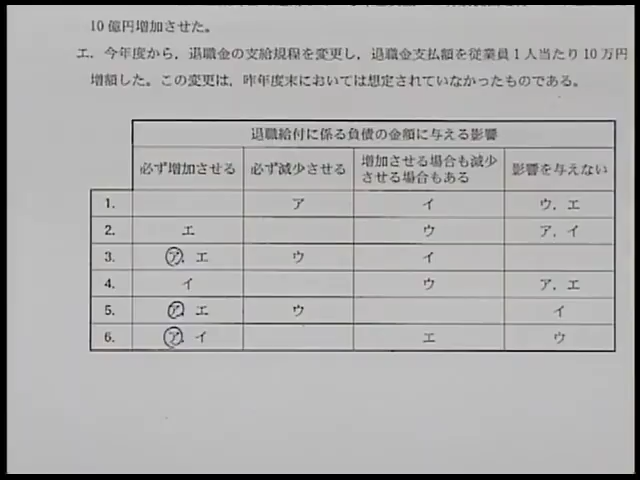 10 億円増加させた。
エ．今年度から，退職金の支給規程を変更し，退職金支払額を従業員 1 人当たり 10 万円
増額した。この変更は，昨年度末においては想定されていなかったものである。
退職給付に係る負債の金額に与える影響
必ず増加させる 必ず減少させる 増加させる場合も減少させる場合もある 影響を与えない
1. ア イ ウ，エ
2. エ ウ ア，イ
3. ア，エ ウ イ
4. イ ウ ア，エ
5. ア，エ ウ イ
6. ア，イ エ ウ